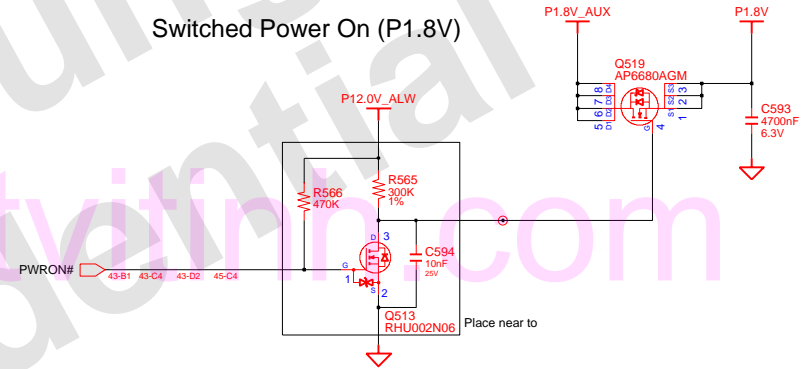 Switched Power On (P1.8V)
P1.8V_AUX
P1.8V
Q519
AP6680AGM
8 D4
7 D3
6 D2
5 D1
S3 3
S2 2
S1 1
G 4
C593
4700nF
6.3V
P12.0V_ALW
R566
470K
R565
300K
1%
D 3
G
1
S
2
C594
10nF
25V
Q513
RHU002N06
Place near to
PWRON#
43-B1 43-C4 43-D2 45-C4
dential
tvitinh.com